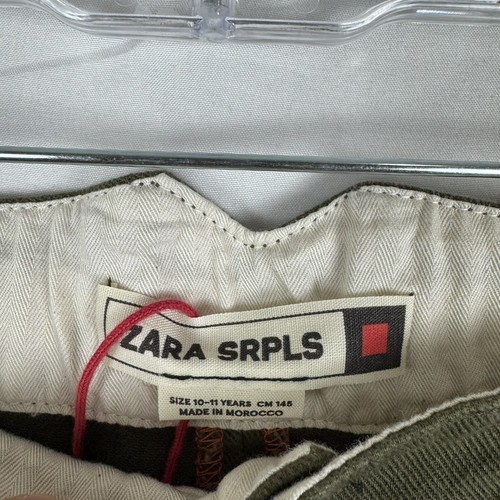 ZARA SRPLS
SIZE 10-11 YEARS CM 145
MADE IN MOROCCO